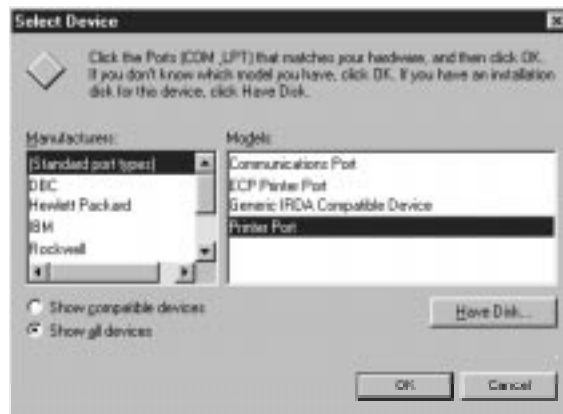 Select Device
Click the Ports (COM ,LPT) that matches your hardware, and then click OK.
If you don't know which model you have, click OK. If you have an installation
disk for this device, click Have Disk.
Manufacturers:
Models:
(Standard port types)
DBC
Hewlett Packard
IBM
Rockwell
Communications Port
ECP Printer Port
Generic IRDA Compatible Device
Printer Port
Show compatible devices
Show all devices
Have Disk...
OK
Cancel